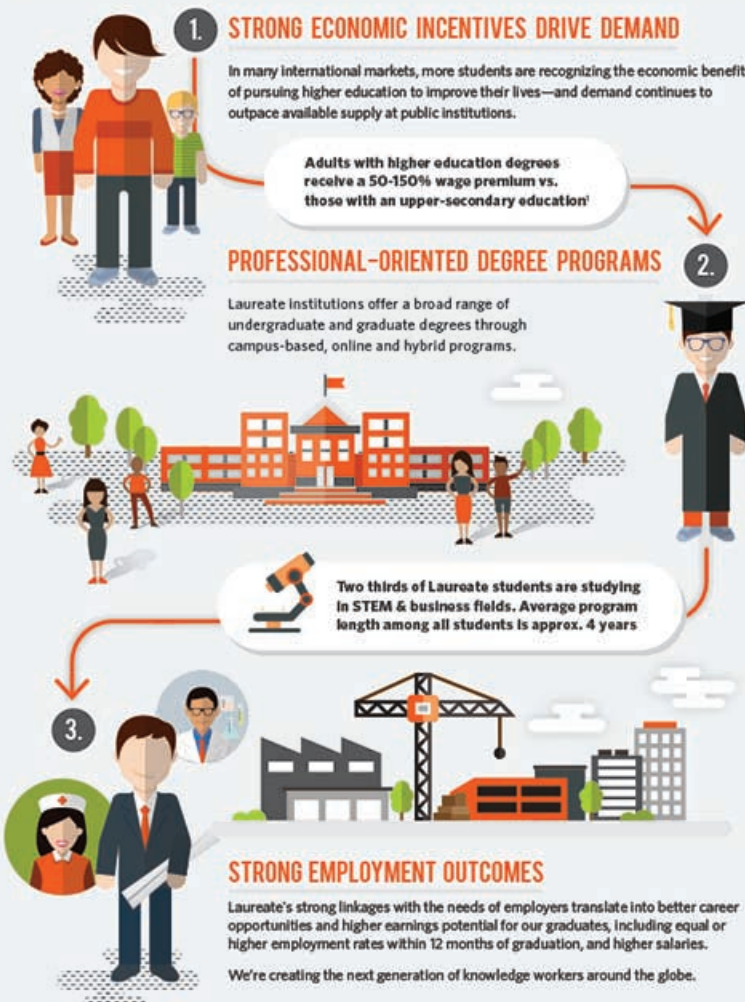 1.
STRONG ECONOMIC INCENTIVES DRIVE DEMAND
In many international markets, more students are recognizing the economic benefit
of pursuing higher education to improve their lives—and demand continues to
outpace available supply at public institutions.
Adults with higher education degrees
receive a 50-150% wage premium vs.
those with an upper-secondary education¹
PROFESSIONAL-ORIENTED DEGREE PROGRAMS
2.
Laureate institutions offer a broad range of
undergraduate and graduate degrees through
campus-based, online and hybrid programs.
Two thirds of Laureate students are studying
in STEM & business fields. Average program
length among all students is approx. 4 years
3.
STRONG EMPLOYMENT OUTCOMES
Laureate's strong linkages with the needs of employers translate into better career
opportunities and higher earnings potential for our graduates, including equal or
higher employment rates within 12 months of graduation, and higher salaries.
We're creating the next generation of knowledge workers around the globe.